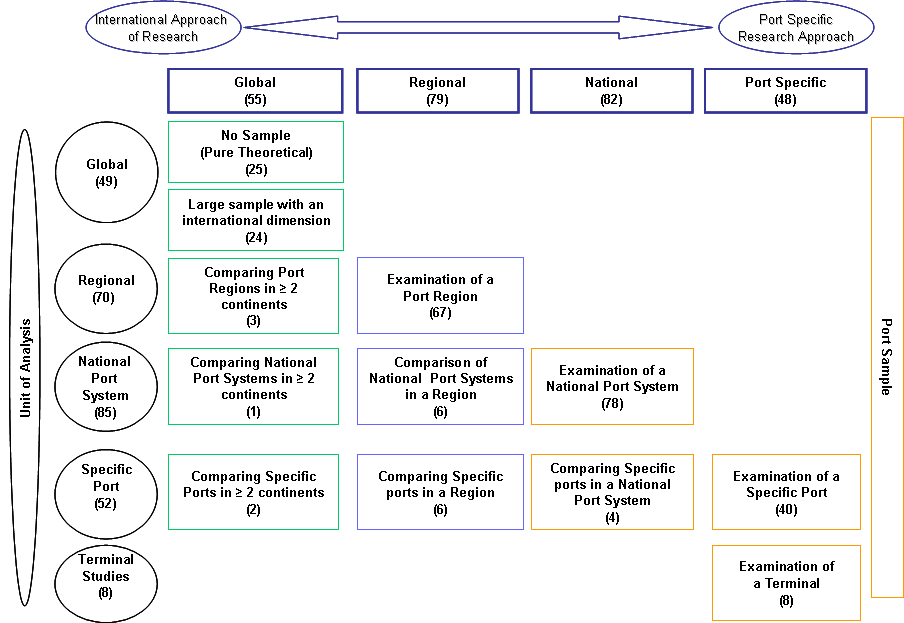 International Approach
of Research
Port Specific
Research Approach
Global
(55)
Regional
(79)
National
(82)
Port Specific
(48)
Unit of Analysis
Port Sample
Global
(49)
No Sample
(Pure Theoretical)
(25)
Large sample with an
international dimension
(24)
Regional
(70)
Comparing Port
Regions in ≥ 2
continents
(3)
Examination of a
Port Region
(67)
National
Port
System
(85)
Comparing National
Port Systems in ≥ 2
continents
(1)
Comparison of
National Port Systems
in a Region
(6)
Examination of a
National Port System
(78)
Specific
Port
(52)
Comparing Specific
Ports in ≥ 2 continents
(2)
Comparing Specific
ports in a Region
(6)
Comparing Specific
ports in a National
Port System
(4)
Examination of a
Specific Port
(40)
Terminal
Studies
(8)
Examination of
a Terminal
(8)